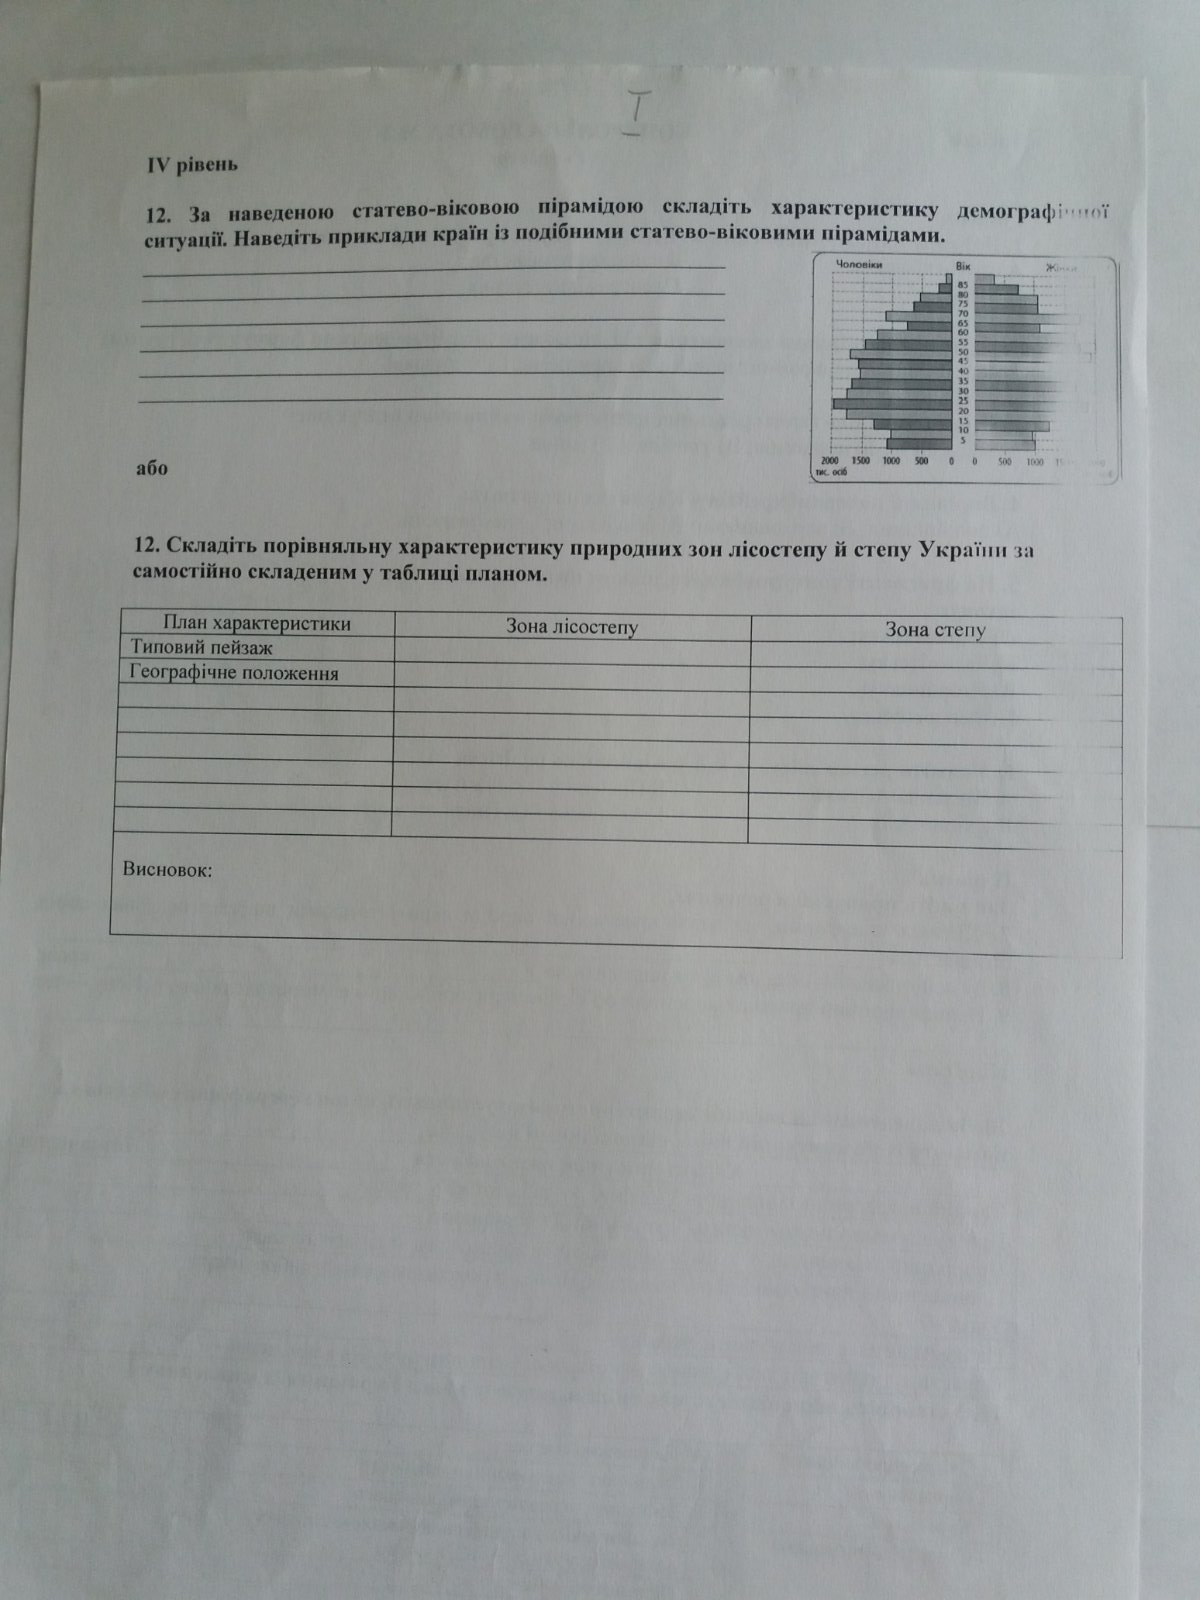 I
IV рівень
12. За наведеною статево-віковою пірамідою складіть характеристику демографічної
ситуації. Наведіть приклади країн із подібними статево-віковими пірамідами.
Чоловіки Вік Жінки
85
80
75
70
65
60
55
50
45
40
35
30
25
20
15
10
5
2000 1500 1000 500 0 0 500 1000
тис. осіб
або
12. Складіть порівняльну характеристику природних зон лісостепу й степу України за
самостійно складеним у таблиці планом.
План характеристики Зона лісостепу Зона степу
Типовий пейзаж
Географічне положення
Висновок: